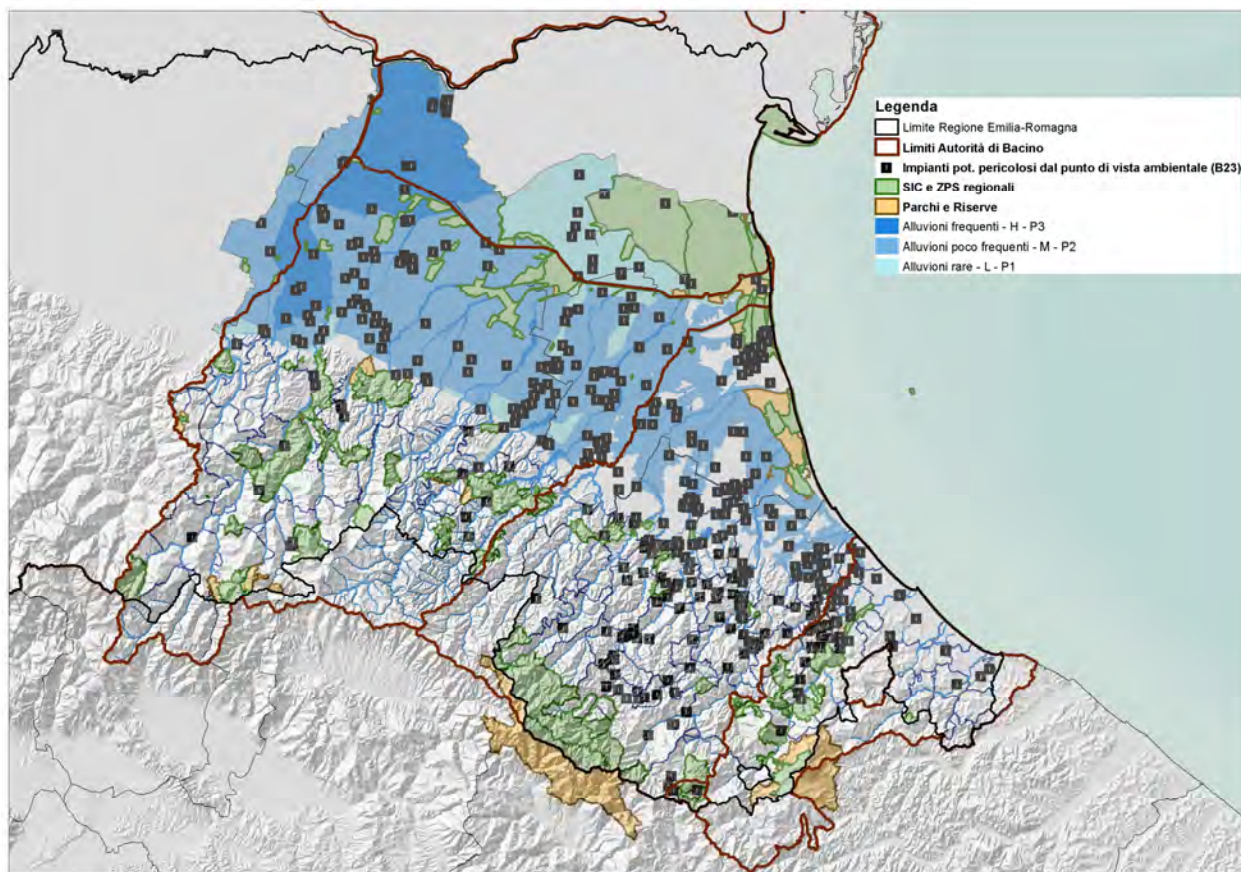 Legenda
Limite Regione Emilia-Romagna
Limiti Autorità di Bacino
Impianti pot. pericolosi dal punto di vista ambientale (B23)
SIC e ZPS regionali
Parchi e Riserve
Alluvioni frequenti - H - P3
Alluvioni poco frequenti - M - P2
Alluvioni rare - L - P1